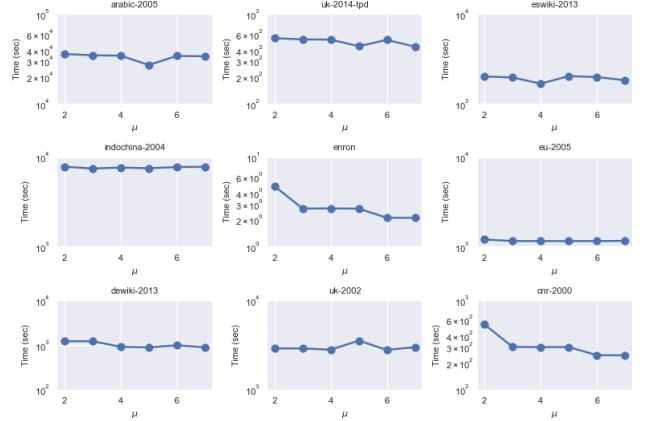 arabic-2005
uk-2014-tpd
eswiki-2013
10^5
6 × 10^4
4 × 10^4
3 × 10^4
2 × 10^4
10^4
Time (sec)
2 4 6
μ
10^3
6 × 10^2
4 × 10^2
3 × 10^2
2 × 10^2
10^2
Time (sec)
2 4 6
μ
10^4
10^3
Time (sec)
2 4 6
μ
indochina-2004
enron
eu-2005
10^4
10^3
Time (sec)
2 4 6
μ
10^1
6 × 10^0
4 × 10^0
3 × 10^0
2 × 10^0
10^0
Time (sec)
2 4 6
μ
10^4
10^3
Time (sec)
2 4 6
μ
dewiki-2013
uk-2002
cnr-2000
10^4
10^3
10^2
Time (sec)
2 4 6
μ
10^4
10^3
Time (sec)
2 4 6
μ
10^3
6 × 10^2
4 × 10^2
3 × 10^2
2 × 10^2
10^2
Time (sec)
2 4 6
μ